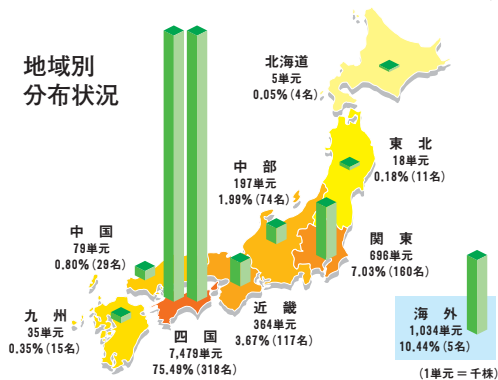 地域別
分布状況
北海道
5単元
0.05%(4名)
東北
18単元
0.18%(11名)
中部
197単元
1.99%(74名)
中国
79単元
0.80%(29名)
関東
696単元
7.03%(160名)
九州
35単元
0.35%(15名)
四国
7,479単元
75.49%(318名)
近畿
364単元
3.67%(117名)
海外
1,034単元
10.44%(5名)
(1単元=千株)